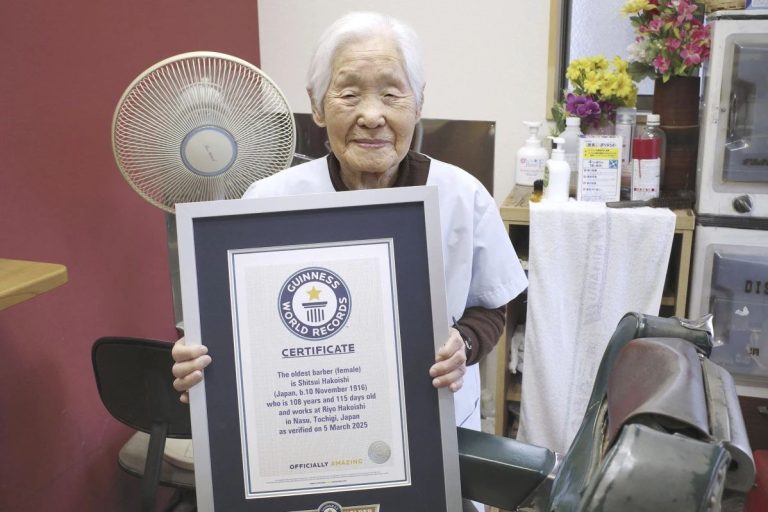 GUINNESS
WORLD RECORDS
CERTIFICATE
The oldest barber (female)
is Shitsui Hakoishi
(Japan, b.10 November 1916)
who is 108 years and 115 days old
and works at Riyo Hakoishi
in Nasu, Tochigi, Japan
as verified on 5 March 2025
OFFICIALLY AMAZING